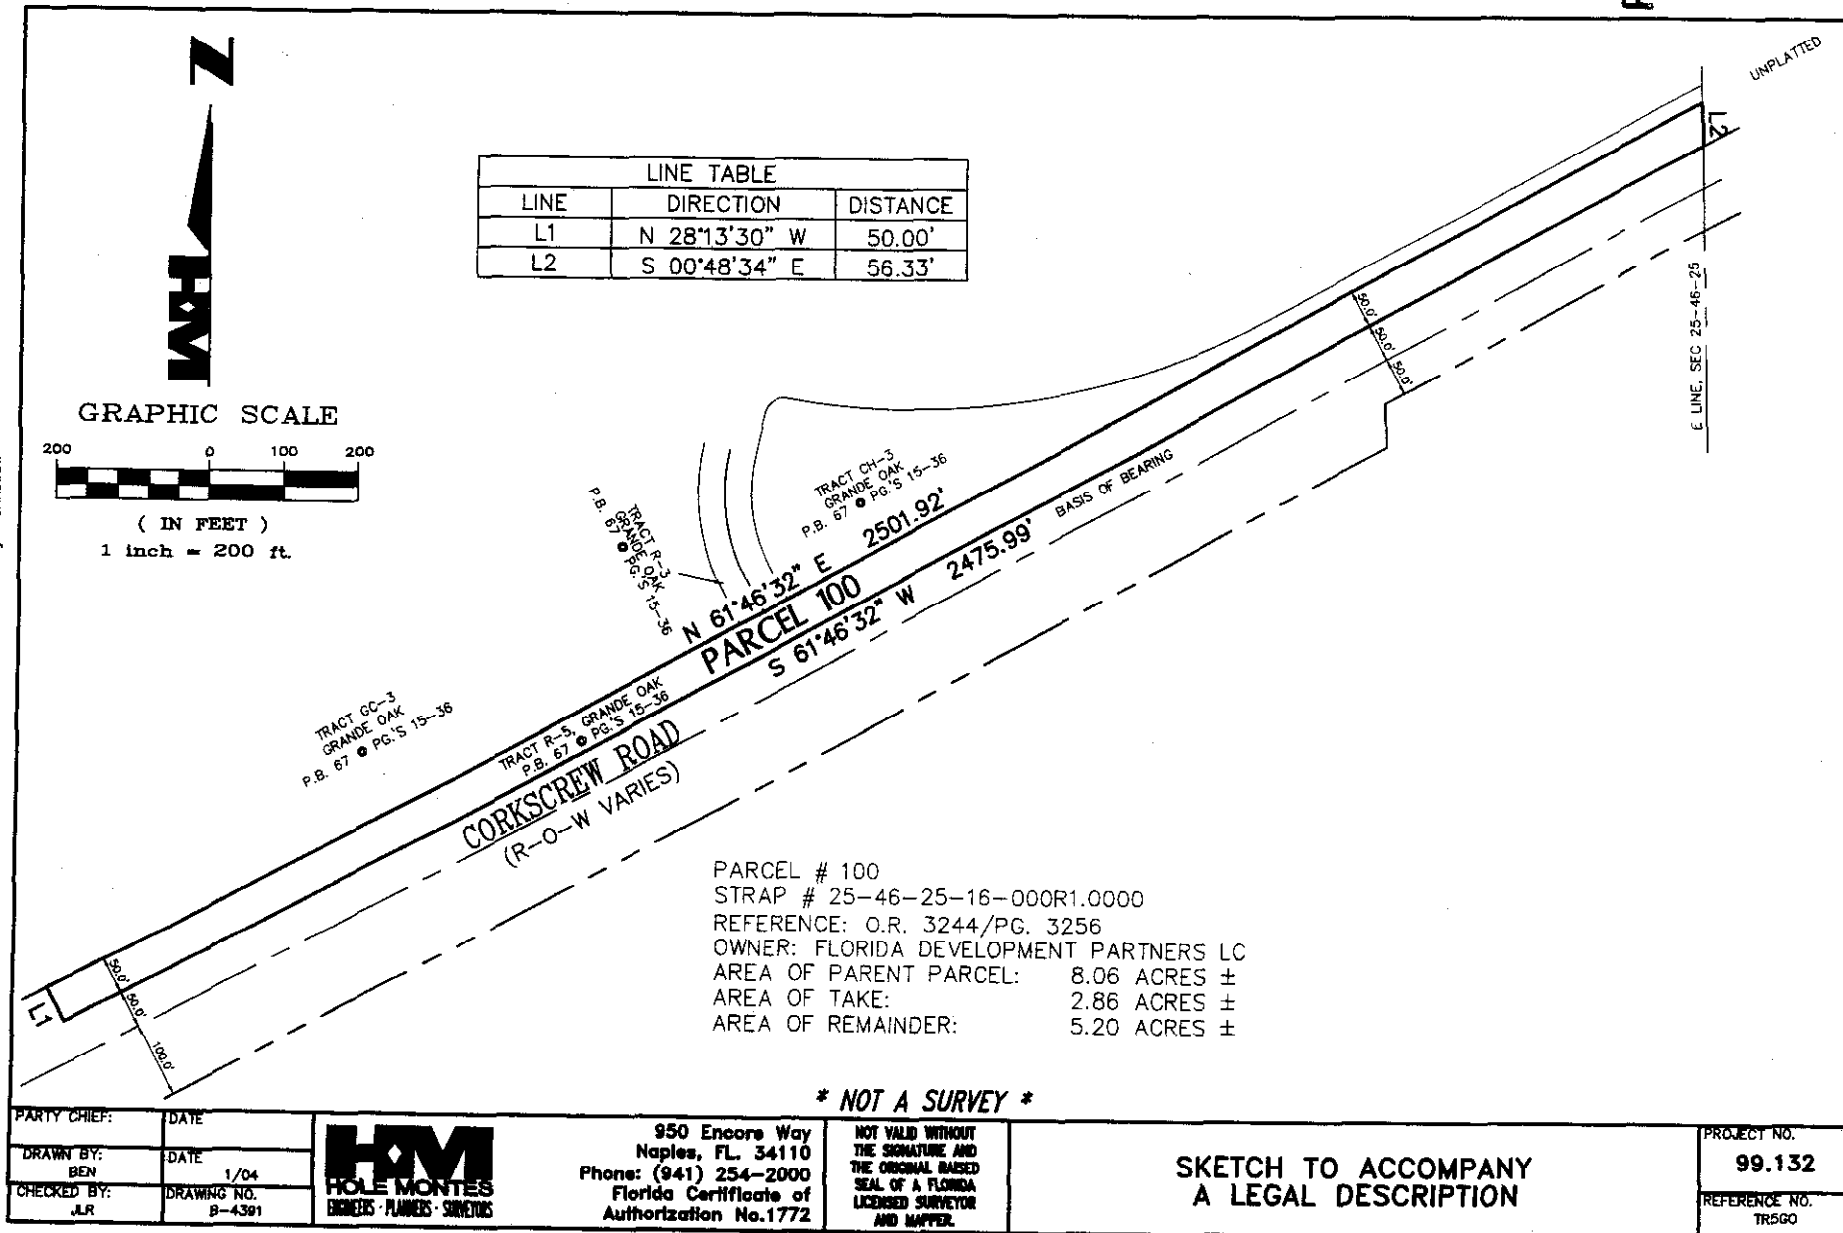 UNPLATTED
L2
N
LINE TABLE
LINE DIRECTION DISTANCE
L1 N 28°13'30" W 50.00'
L2 S 00°48'34" E 56.33'
HM
GRAPHIC SCALE
200 0 100 200
( IN FEET )
1 inch = 200 ft.
E LINE, SEC 25-46-25
50.0' 50.0' 50.0'
TRACT CH-3
GRANDE OAK
P.B. 67 @ PG.'S 15-36
TRACT R-3
GRANDE OAK
P.B. 67 @ PG.'S 15-36
BASIS OF BEARING
N 61°46'32" E 2501.92'
PARCEL 100
S 61°46'32" W 2475.99'
TRACT GC-3
GRANDE OAK
P.B. 67 @ PG.'S 15-36
TRACT R-5, GRANDE OAK
P.B. 67 @ PG.'S 15-36
CORKSCREW ROAD
(R-O-W VARIES)
L1
50.0' 50.0' 100.0'
PARCEL # 100
STRAP # 25-46-25-16-000R1.0000
REFERENCE: O.R. 3244/PG. 3256
OWNER: FLORIDA DEVELOPMENT PARTNERS LC
AREA OF PARENT PARCEL: 8.06 ACRES ±
AREA OF TAKE: 2.86 ACRES ±
AREA OF REMAINDER: 5.20 ACRES ±
* NOT A SURVEY *
PARTY CHIEF: DATE
DRAWN BY: DATE
BEN 1/04
CHECKED BY: DRAWING NO.
JLR B-4391
HM
HOLE MONTES
ENGINEERS · PLANNERS · SURVEYORS
950 Encore Way
Naples, FL. 34110
Phone: (941) 254-2000
Florida Certificate of
Authorization No.1772
NOT VALID WITHOUT
THE SIGNATURE AND
THE ORIGINAL RAISED
SEAL OF A FLORIDA
LICENSED SURVEYOR
AND MAPPER.
SKETCH TO ACCOMPANY
A LEGAL DESCRIPTION
PROJECT NO.
99.132
REFERENCE NO.
TR5GO